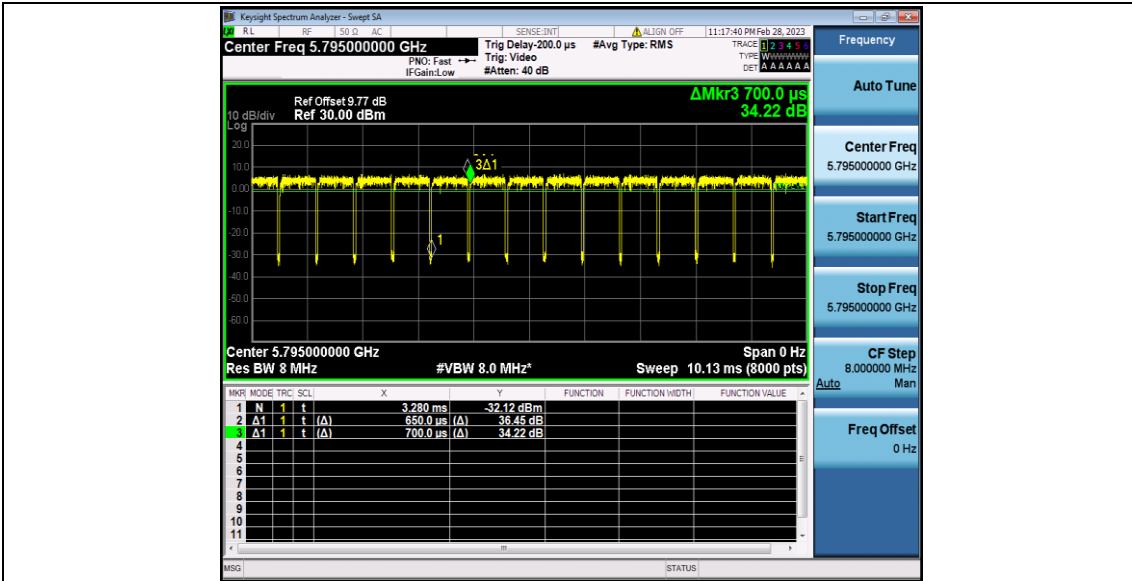 Keysight Spectrum Analyzer - Swept SA
RL RF 50 Ω AC SENSE:INT ALIGN OFF 11:17:40 PM Feb 28, 2023
Center Freq 5.795000000 GHz
PNO: Fast
IFGain:Low
Trig Delay-200.0 µs
Trig: Video
#Atten: 40 dB
#Avg Type: RMS
TRACE 1 2 3 4 5 6
TYPE WWWWWW
DET A A A A A A
ΔMkr3 700.0 µs
34.22 dB
Ref Offset 9.77 dB
10 dB/div Ref 30.00 dBm
Log
20.0
10.0
0.00
-10.0
-20.0
-30.0
-40.0
-50.0
-60.0
3Δ1
1
Center 5.795000000 GHz Span 0 Hz
Res BW 8 MHz #VBW 8.0 MHz* Sweep 10.13 ms (8000 pts)
MKR MODE TRC SCL X Y FUNCTION FUNCTION WIDTH FUNCTION VALUE
1 N 1 t 3.280 ms -32.12 dBm
2 Δ1 1 t (Δ) 650.0 µs (Δ) 36.45 dB
3 Δ1 1 t (Δ) 700.0 µs (Δ) 34.22 dB
4
5
6
7
8
9
10
11
MSG STATUS
Frequency
Auto Tune
Center Freq
5.795000000 GHz
Start Freq
5.795000000 GHz
Stop Freq
5.795000000 GHz
CF Step
8.000000 MHz
Auto Man
Freq Offset
0 Hz